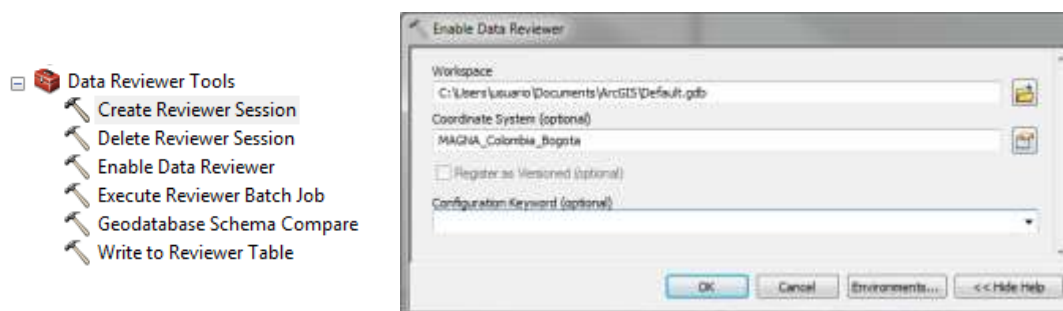 Data Reviewer Tools
Create Reviewer Session
Delete Reviewer Session
Enable Data Reviewer
Execute Reviewer Batch Job
Geodatabase Schema Compare
Write to Reviewer Table
Enable Data Reviewer
Workspace
C:\Users\usuario\Documents\ArcGIS\Default.gdb
Coordinate System (optional)
MAGNA_Colombia_Bogota
Register as Versioned (optional)
Configuration Keyword (optional)
OK Cancel Environments... << Hide Help